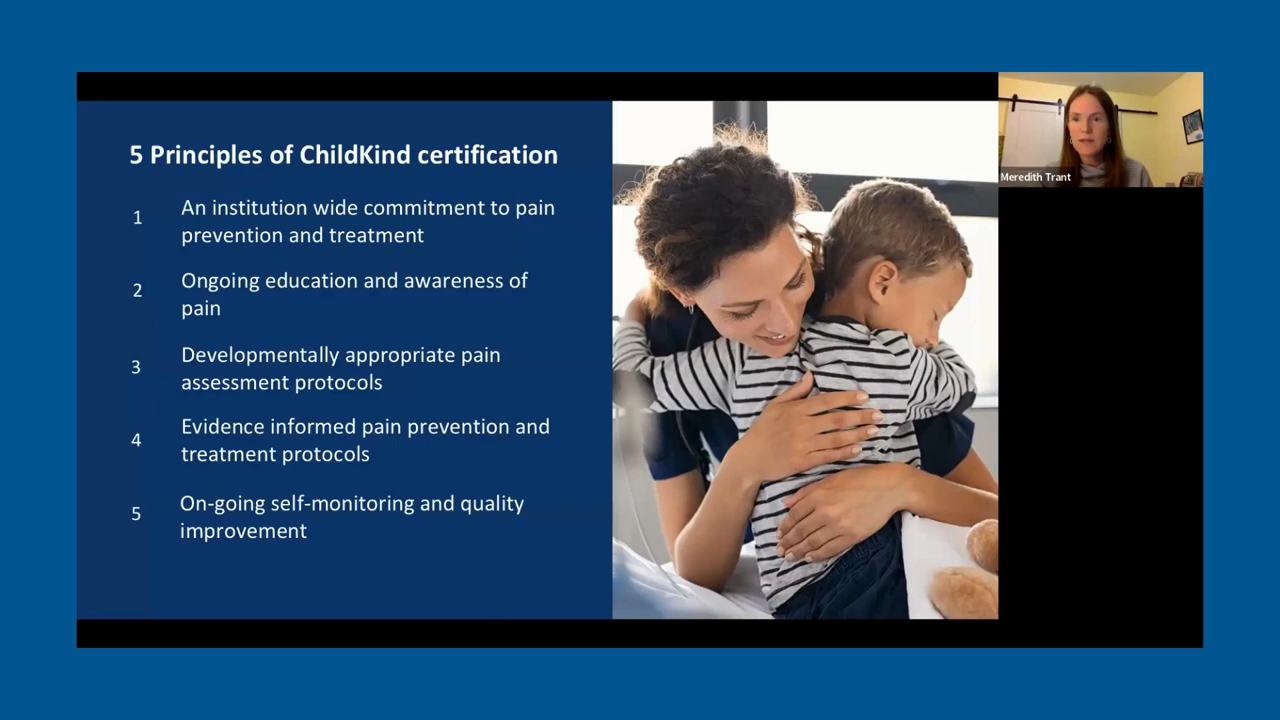 5 Principles of ChildKind certification
1
An institution wide commitment to pain
prevention and treatment
2
Ongoing education and awareness of
pain
3
Developmentally appropriate pain
assessment protocols
4
Evidence informed pain prevention and
treatment protocols
5
On-going self-monitoring and quality
improvement
Meredith Trant